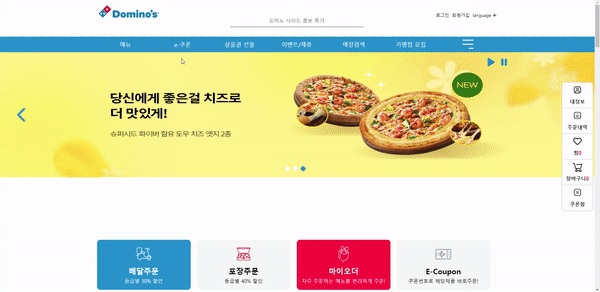 Domino's
도미노 사이드 콤보 특가
로그인 회원가입 language +
메뉴 e-쿠폰 상품권 선물 이벤트/제휴 매장검색 가맹점 모집
당신에게 좋은걸 치즈로
더 맛있게!
슈퍼시드 화이버 함유 도우 치즈 엣지 2종
NEW
내정보
주문내역
찜0
장바구니0
쿠폰함
배달주문
등급별 30% 할인
포장주문
등급별 40% 할인
마이오더
자주 주문하는 메뉴를 편리하게 주문!
E-Coupon
쿠폰번호로 해당제품 바로주문!